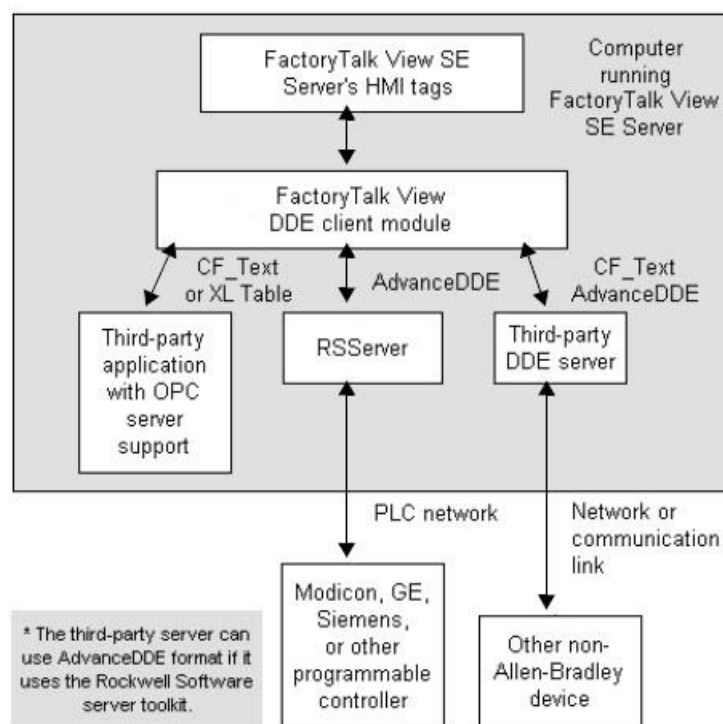 FactoryTalk View SE
Server's HMI tags
Computer
running
FactoryTalk View
SE Server
FactoryTalk View
DDE client module
CF_Text
or XL Table
AdvanceDDE
CF_Text
AdvanceDDE
Third-party
application
with OPC
server
support
RSServer
Third-party
DDE server
PLC network
Network or
communication
link
Modicon, GE,
Siemens,
or other
programmable
controller
Other non-
Allen-Bradley
device
* The third-party server can
use AdvanceDDE format if it
uses the Rockwell Software
server toolkit.